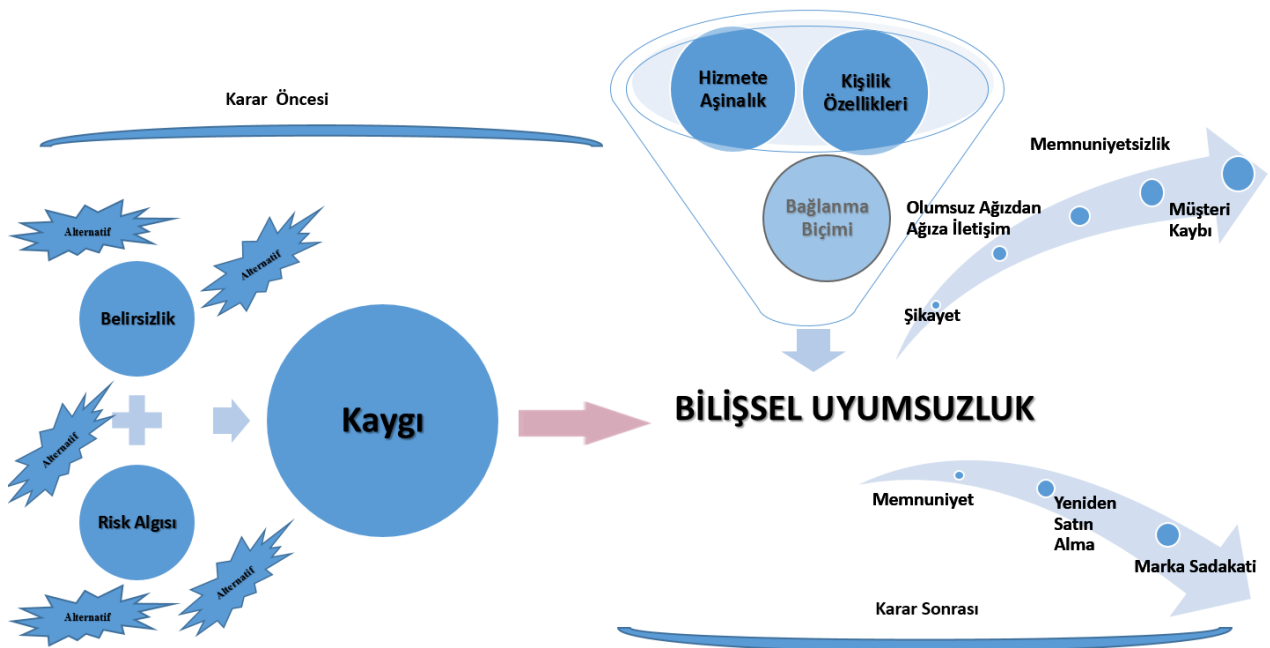 Karar Öncesi
Alternatif
Alternatif
Belirsizlik
Alternatif
Risk Algısı
Alternatif
Alternatif
Kaygı
Hizmete
Aşinalık
Kişilik
Özellikleri
Bağlanma
Biçimi
BİLİŞSEL UYUMSUZLUK
Memnuniyetsizlik
Olumsuz Ağızdan
Ağıza İletişim
Müşteri
Kaybı
Şikayet
Memnuniyet
Yeniden
Satın
Alma
Marka Sadakati
Karar Sonrası